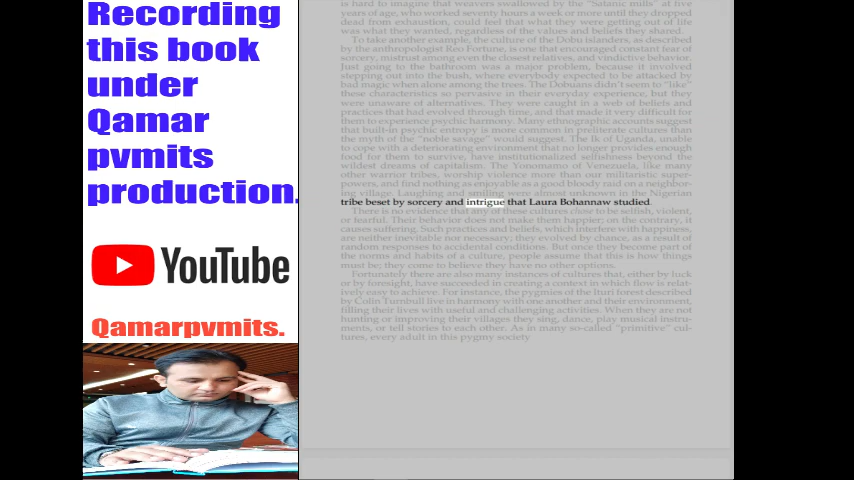 Recording
this book
under
Qamar
pvmits
production.
YouTube
Qamarpvmits.
is hard to imagine that weavers swallowed by the "Satanic mills" at five
years of age, who worked seventy hours a week or more until they dropped
dead from exhaustion, could feel that what they were getting out of life
was what they wanted, regardless of the values and beliefs they shared.
To take another example, the culture of the Dobu islanders, as described
by the anthropologist Reo Fortune, is one that encouraged constant fear of
sorcery, mistrust among even the closest relatives, and vindictive behavior.
Just going to the bathroom was a major problem, because it involved
stepping out into the bush, where everybody expected to be attacked by
bad magic when alone among the trees. The Dobuans didn't seem to "like"
these characteristics so pervasive in their everyday experience, but they
were unaware of alternatives. They were caught in a web of beliefs and
practices that had evolved through time, and that made it very difficult for
them to experience psychic harmony. Many ethnographic accounts suggest
that built-in psychic entropy is more common in preliterate cultures than
the myth of the "noble savage" would suggest. The Ik of Uganda, unable
to cope with a deteriorating environment that no longer provides enough
food for them to survive, have institutionalized selfishness beyond the
wildest dreams of capitalism. The Yonomamo of Venezuela, like many
other warrior tribes, worship violence more than our militaristic super-
powers, and find nothing as enjoyable as a good bloody raid on a neighbor-
ing village. Laughing and smiling were almost unknown in the Nigerian
tribe beset by sorcery and intrigue that Laura Bohannaw studied.
There is no evidence that any of these cultures chose to be selfish, violent,
or fearful. Their behavior does not make them happier; on the contrary, it
causes suffering. Such practices and beliefs, which interfere with happiness,
are neither inevitable nor necessary; they evolved by chance, as a result of
random responses to accidental conditions. But once they become part of
the norms and habits of a culture, people assume that this is how things
must be; they come to believe they have no other options.
Fortunately there are also many instances of cultures that, either by luck
or by foresight, have succeeded in creating a context in which flow is relat-
ively easy to achieve. For instance, the pygmies of the Ituri forest described
by Colin Turnbull live in harmony with one another and their environment,
filling their lives with useful and challenging activities. When they are not
hunting or improving their villages they sing, dance, play musical instru-
ments, or tell stories to each other. As in many so-called "primitive" cul-
tures, every adult in this pygmy society